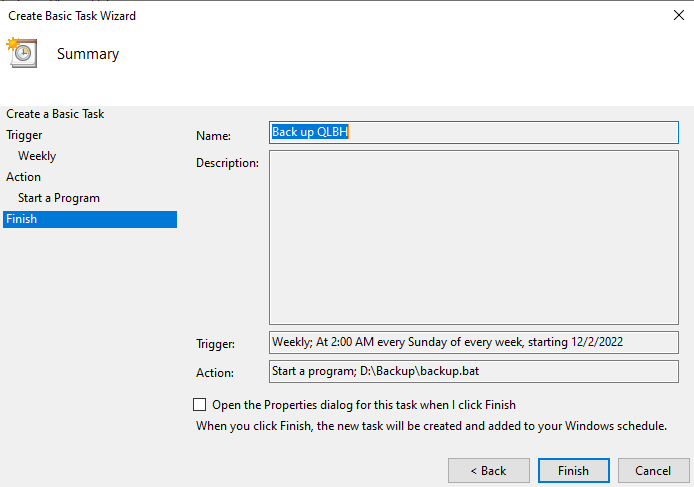 Create Basic Task Wizard
Summary
Create a Basic Task
Trigger
Weekly
Action
Start a Program
Finish
Name:
Back up QLBH
Description:
Trigger:
Weekly; At 2:00 AM every Sunday of every week, starting 12/2/2022
Action:
Start a program; D:\Backup\backup.bat
Open the Properties dialog for this task when I click Finish
When you click Finish, the new task will be created and added to your Windows schedule.
< Back
Finish
Cancel